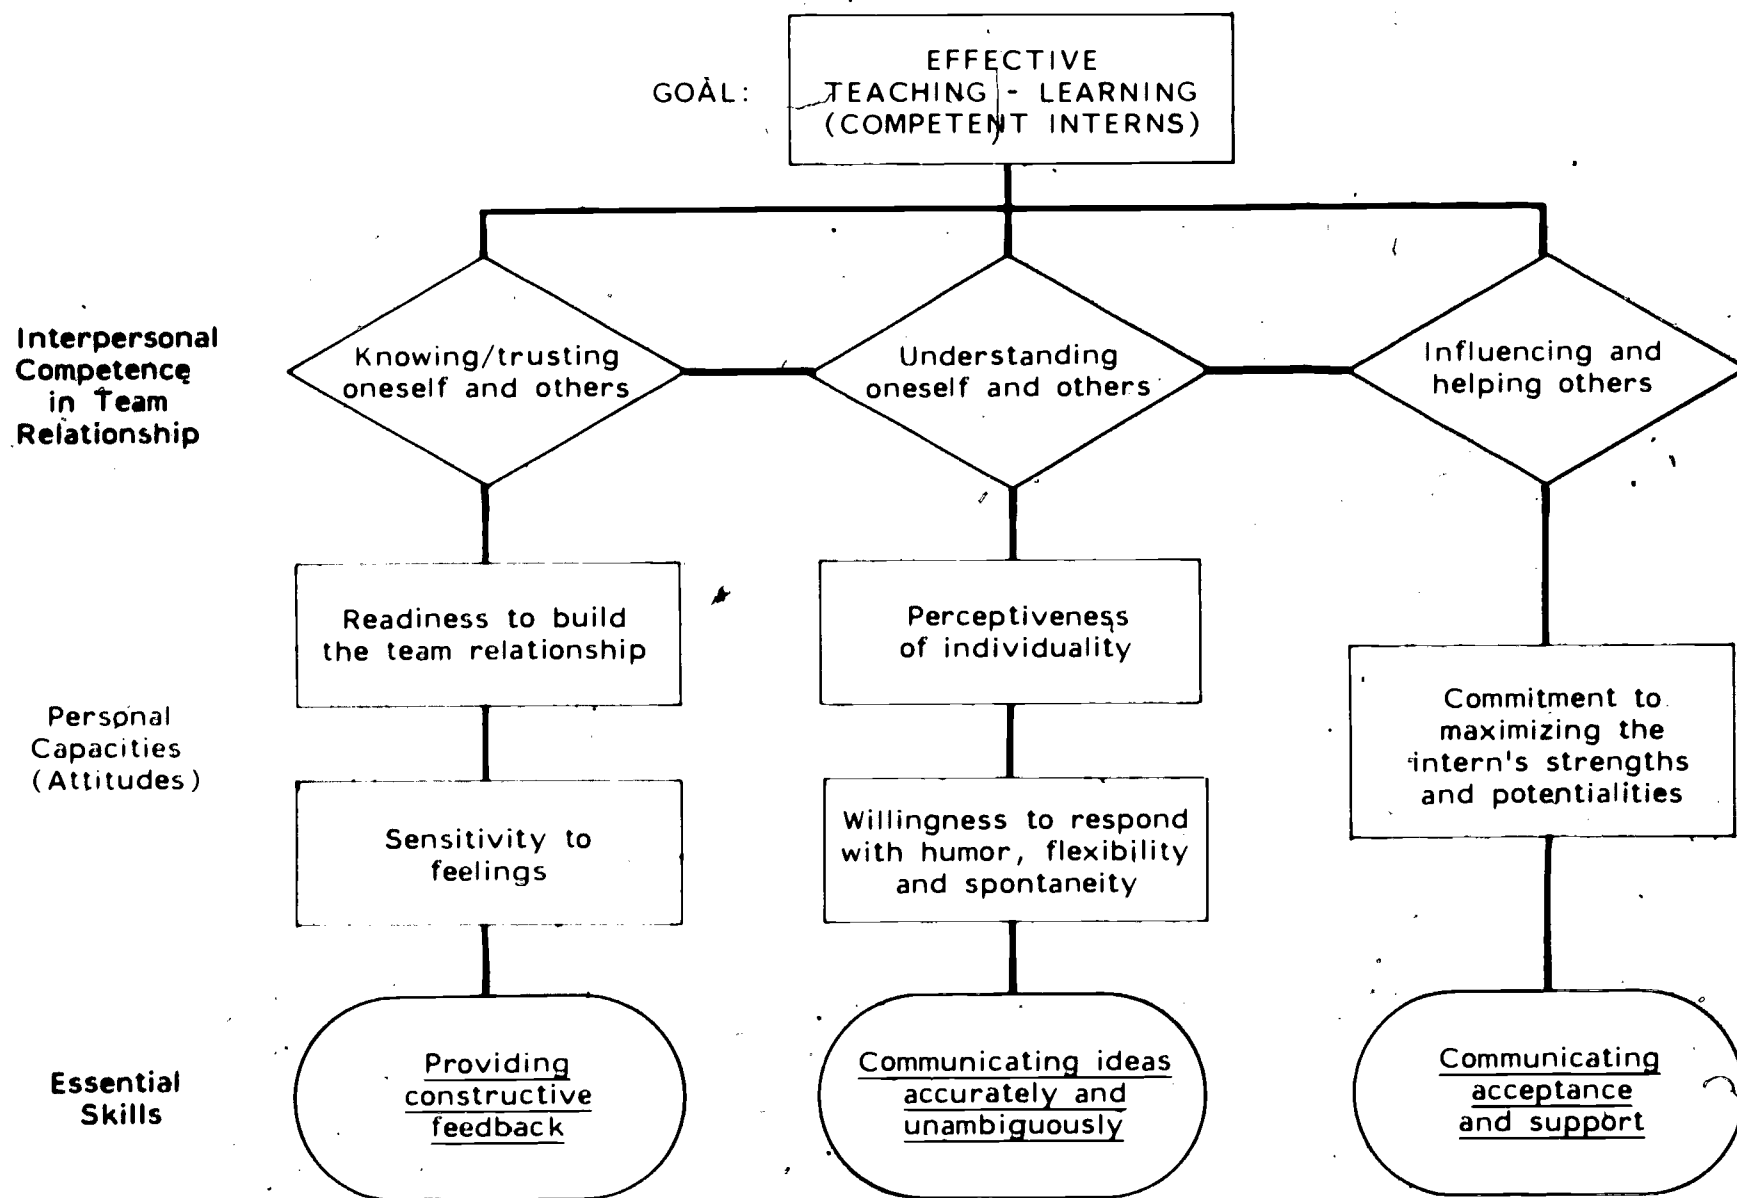 GOAL:
EFFECTIVE
TEACHING - LEARNING
(COMPETENT INTERNS)
Interpersonal
Competence
in Team
Relationship
Knowing/trusting
oneself and others
Understanding
oneself and others
Influencing and
helping others
Personal
Capacities
(Attitudes)
Readiness to build
the team relationship
Perceptiveness
of individuality
Commitment to
maximizing the
intern's strengths
and potentialities
Sensitivity to
feelings
Willingness to respond
with humor, flexibility
and spontaneity
Essential
Skills
Providing
constructive
feedback
Communicating ideas
accurately and
unambiguously
Communicating
acceptance
and support